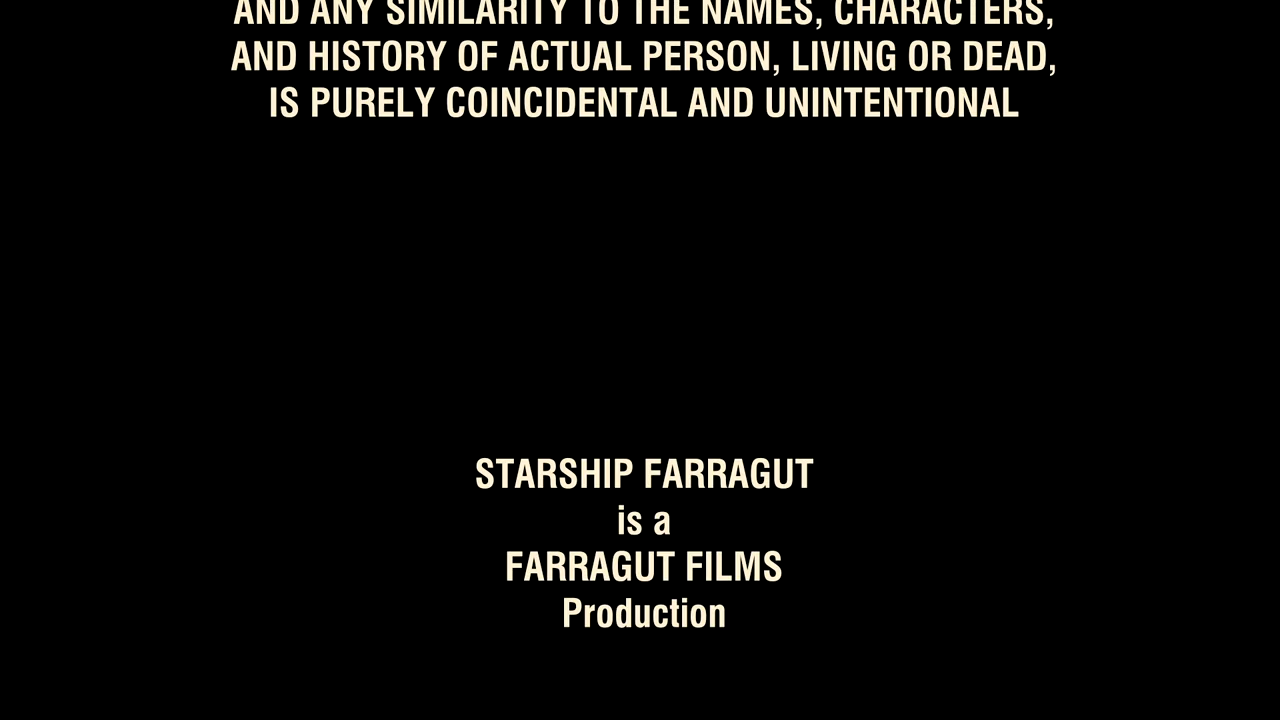 AND ANY SIMILARITY TO THE NAMES, CHARACTERS,
AND HISTORY OF ACTUAL PERSON, LIVING OR DEAD,
IS PURELY COINCIDENTAL AND UNINTENTIONAL
STARSHIP FARRAGUT
is a
FARRAGUT FILMS
Production